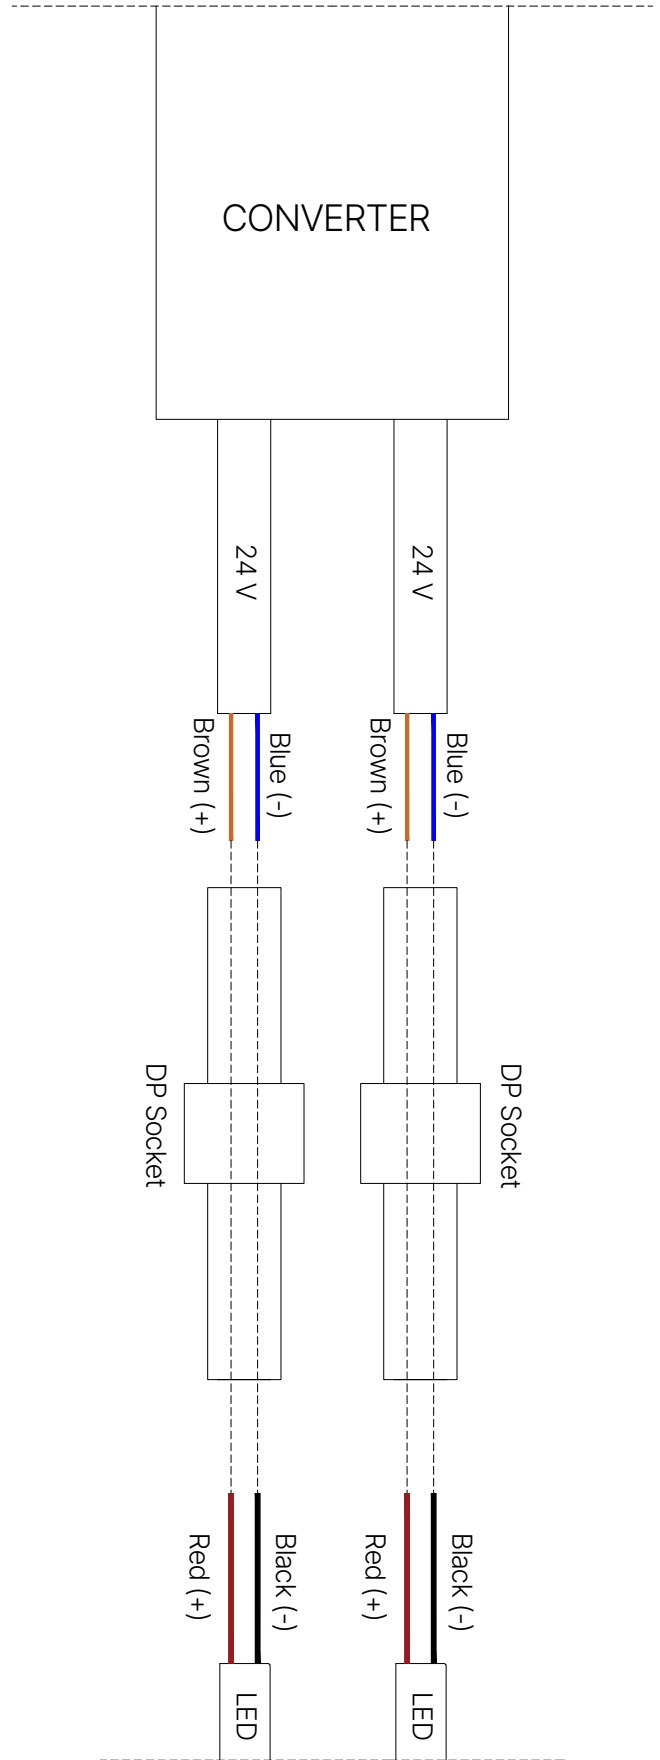 CONVERTER
24 V
24 V
Brown (+)
Blue (-)
Brown (+)
Blue (-)
DP Socket
DP Socket
Red (+)
Black (-)
Red (+)
Black (-)
LED
LED